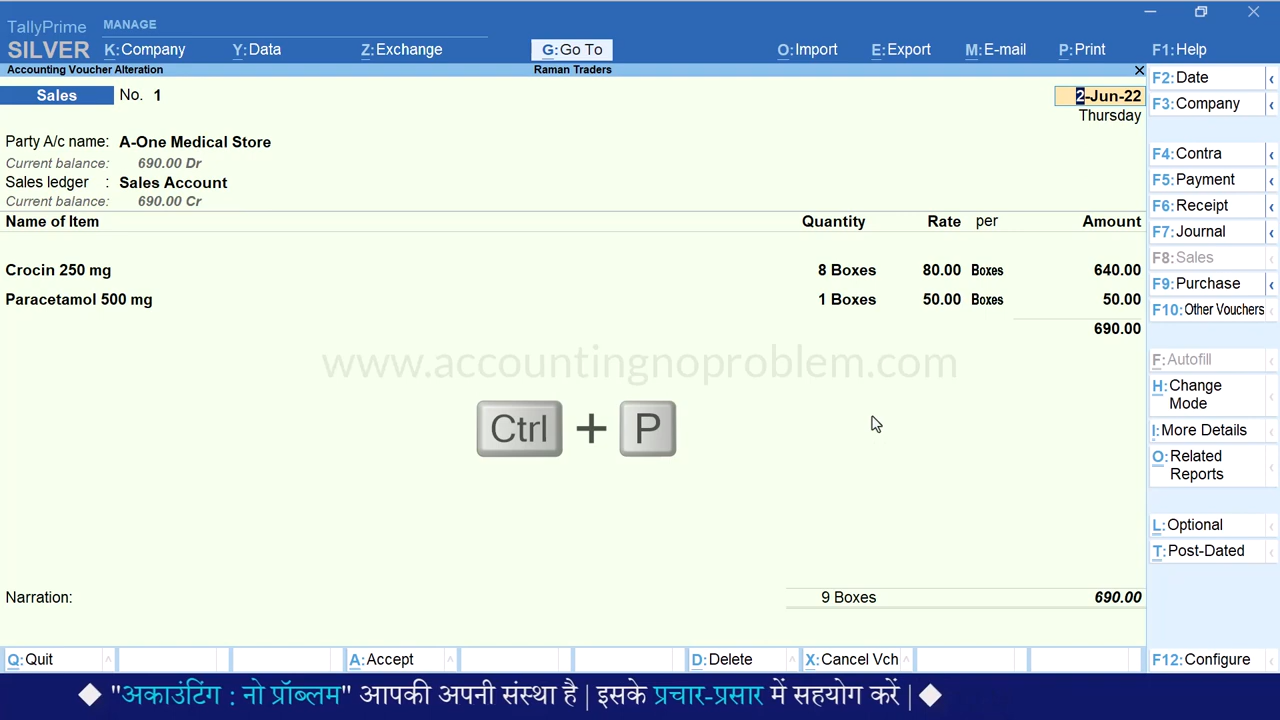 TallyPrime MANAGE
SILVER K:Company Y:Data Z:Exchange G:Go To O:Import E:Export M:E-mail P:Print F1:Help
Accounting Voucher Alteration Raman Traders
Sales No. 1 2-Jun-22
Thursday
Party A/c name: A-One Medical Store
Current balance: 690.00 Dr
Sales ledger : Sales Account
Current balance: 690.00 Cr
Name of Item Quantity Rate per Amount
Crocin 250 mg 8 Boxes 80.00 Boxes 640.00
Paracetamol 500 mg 1 Boxes 50.00 Boxes 50.00
690.00
www.accountingnoproblem.com
Ctrl + P
Narration: 9 Boxes 690.00
F2:Date
F3:Company
F4:Contra
F5:Payment
F6:Receipt
F7:Journal
F8:Sales
F9:Purchase
F10:Other Vouchers
F:Autofill
H:Change
Mode
I:More Details
O:Related
Reports
L:Optional
T:Post-Dated
Q:Quit A:Accept D:Delete X:Cancel Vch F12:Configure
◆ "अकाउंटिंग : नो प्रॉब्लम" आपकी अपनी संस्था है | इसके प्रचार-प्रसार में सहयोग करें | ◆